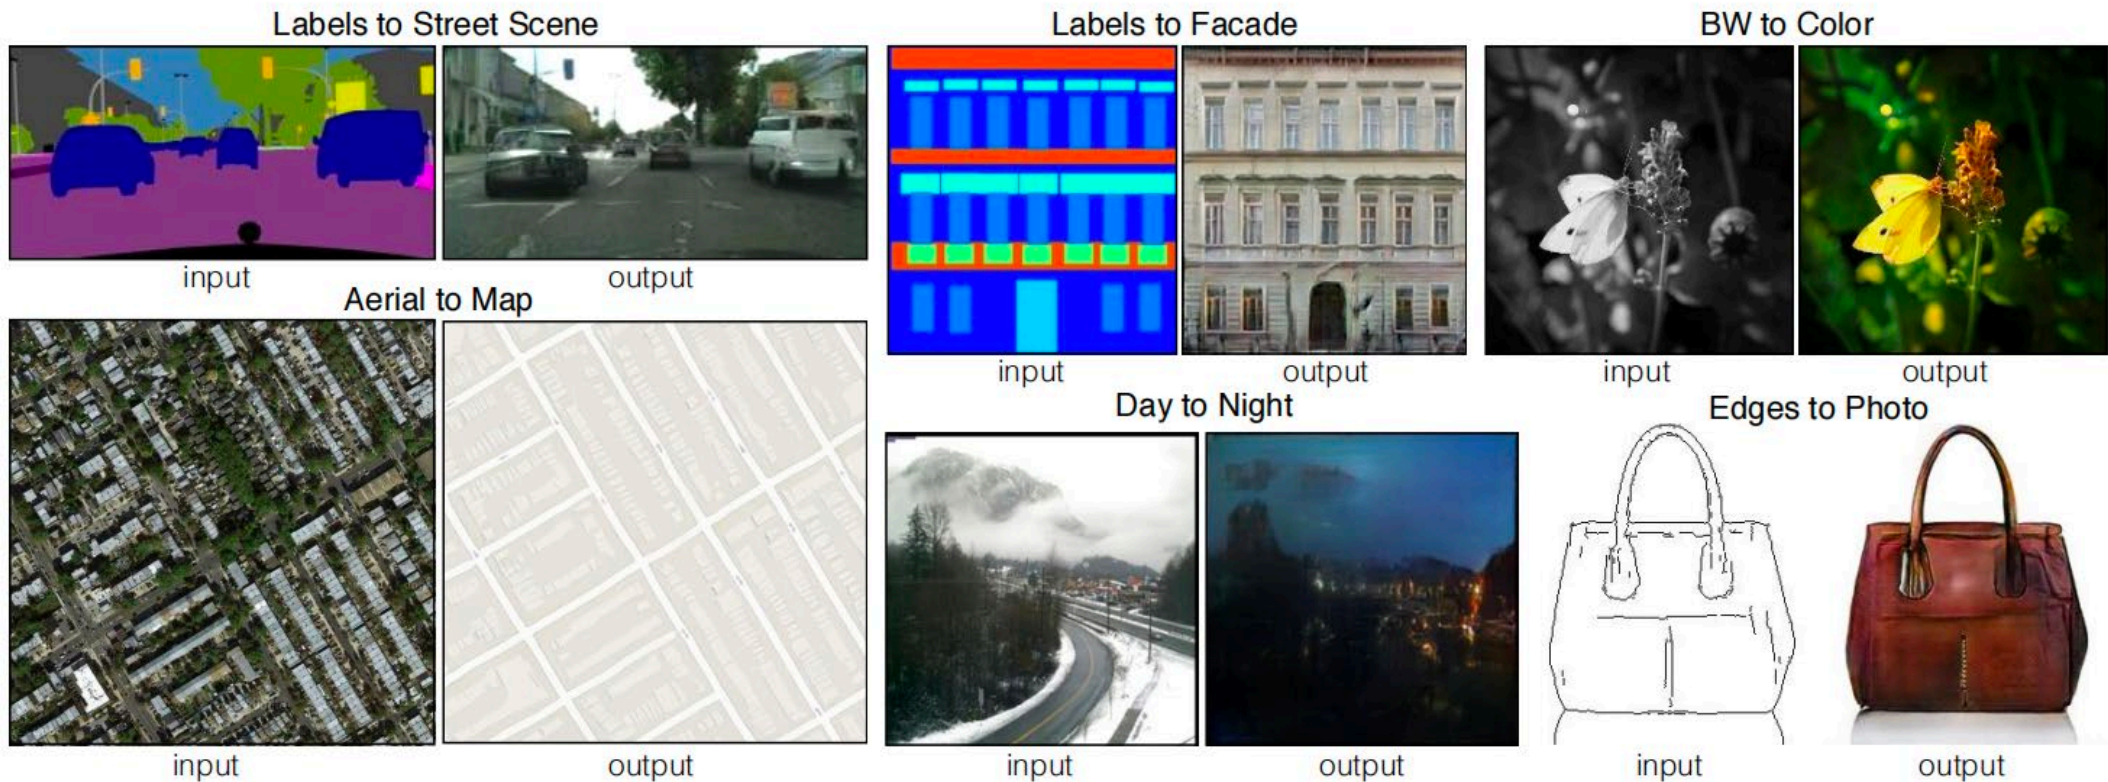 Labels to Street Scene
input
output
Aerial to Map
input
output
Labels to Facade
input
output
BW to Color
input
output
Day to Night
input
output
Edges to Photo
input
output